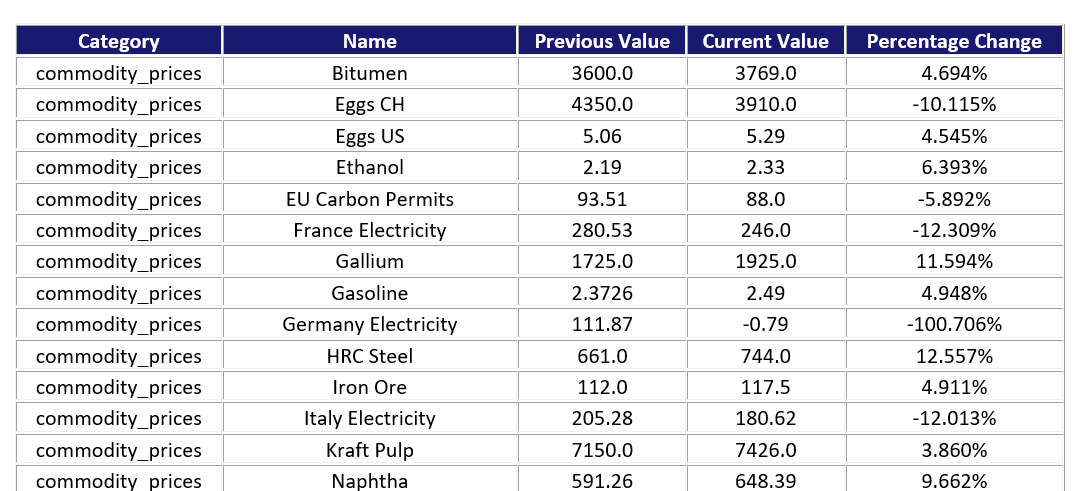 Category Name Previous Value Current Value Percentage Change
commodity_prices Bitumen 3600.0 3769.0 4.694%
commodity_prices Eggs CH 4350.0 3910.0 -10.115%
commodity_prices Eggs US 5.06 5.29 4.545%
commodity_prices Ethanol 2.19 2.33 6.393%
commodity_prices EU Carbon Permits 93.51 88.0 -5.892%
commodity_prices France Electricity 280.53 246.0 -12.309%
commodity_prices Gallium 1725.0 1925.0 11.594%
commodity_prices Gasoline 2.3726 2.49 4.948%
commodity_prices Germany Electricity 111.87 -0.79 -100.706%
commodity_prices HRC Steel 661.0 744.0 12.557%
commodity_prices Iron Ore 112.0 117.5 4.911%
commodity_prices Italy Electricity 205.28 180.62 -12.013%
commodity_prices Kraft Pulp 7150.0 7426.0 3.860%
commodity_prices Naphtha 591.26 648.39 9.662%